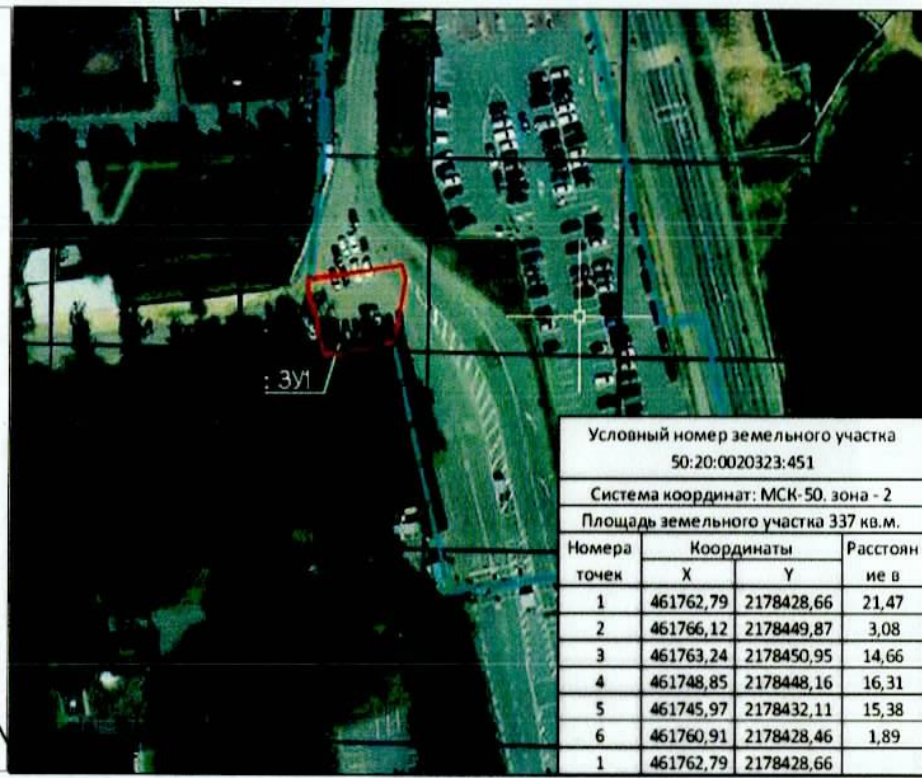 : ЗУ1
Условный номер земельного участка
50:20:0020323:451
Система координат: МСК-50. зона - 2
Площадь земельного участка 337 кв.м.
Номера точек Координаты Расстоян ие в
X Y
1 461762,79 2178428,66 21,47
2 461766,12 2178449,87 3,08
3 461763,24 2178450,95 14,66
4 461748,85 2178448,16 16,31
5 461745,97 2178432,11 15,38
6 461760,91 2178428,46 1,89
1 461762,79 2178428,66